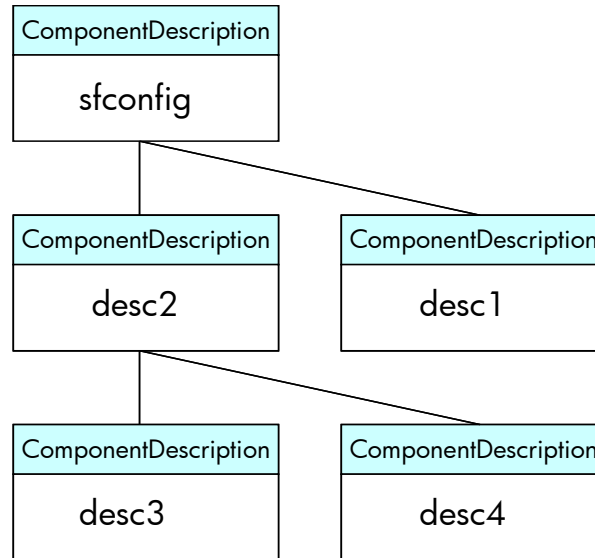 ComponentDescription
sfconfig
ComponentDescription
desc2
ComponentDescription
desc1
ComponentDescription
desc3
ComponentDescription
desc4